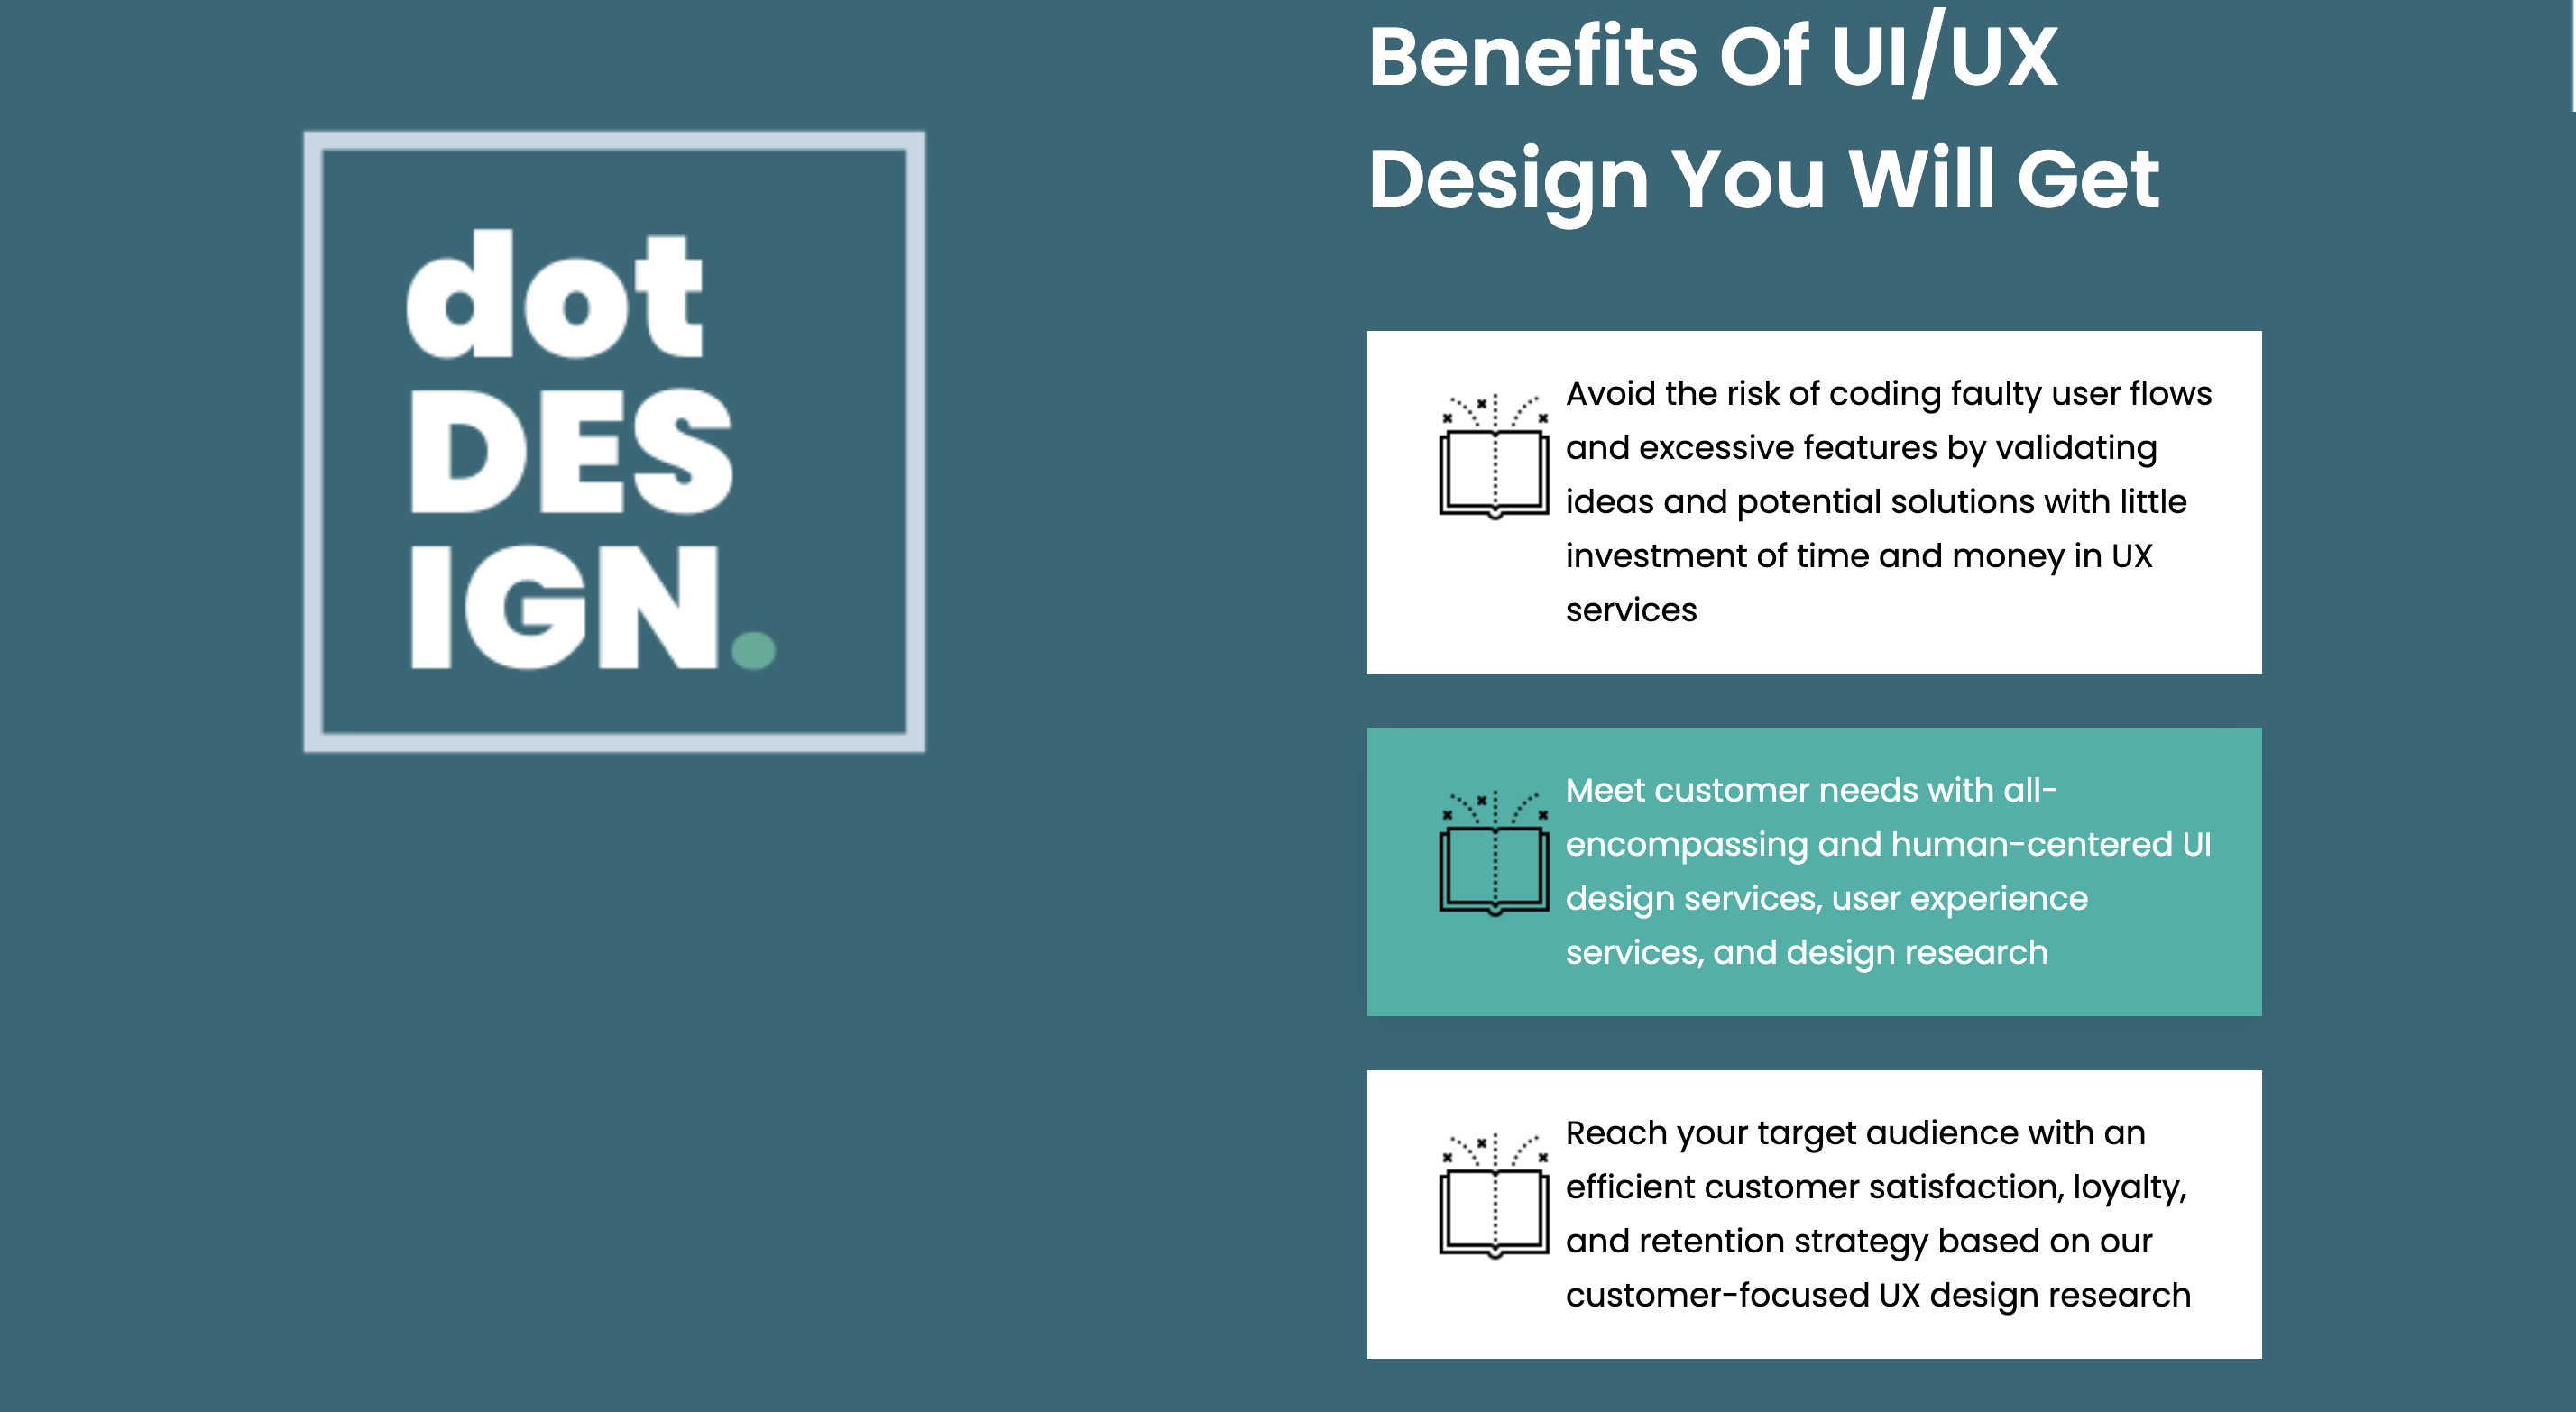 dot
DES
IGN.
Benefits Of UI/UX
Design You Will Get
Avoid the risk of coding faulty user flows
and excessive features by validating
ideas and potential solutions with little
investment of time and money in UX
services
Meet customer needs with all-
encompassing and human-centered UI
design services, user experience
services, and design research
Reach your target audience with an
efficient customer satisfaction, loyalty,
and retention strategy based on our
customer-focused UX design research